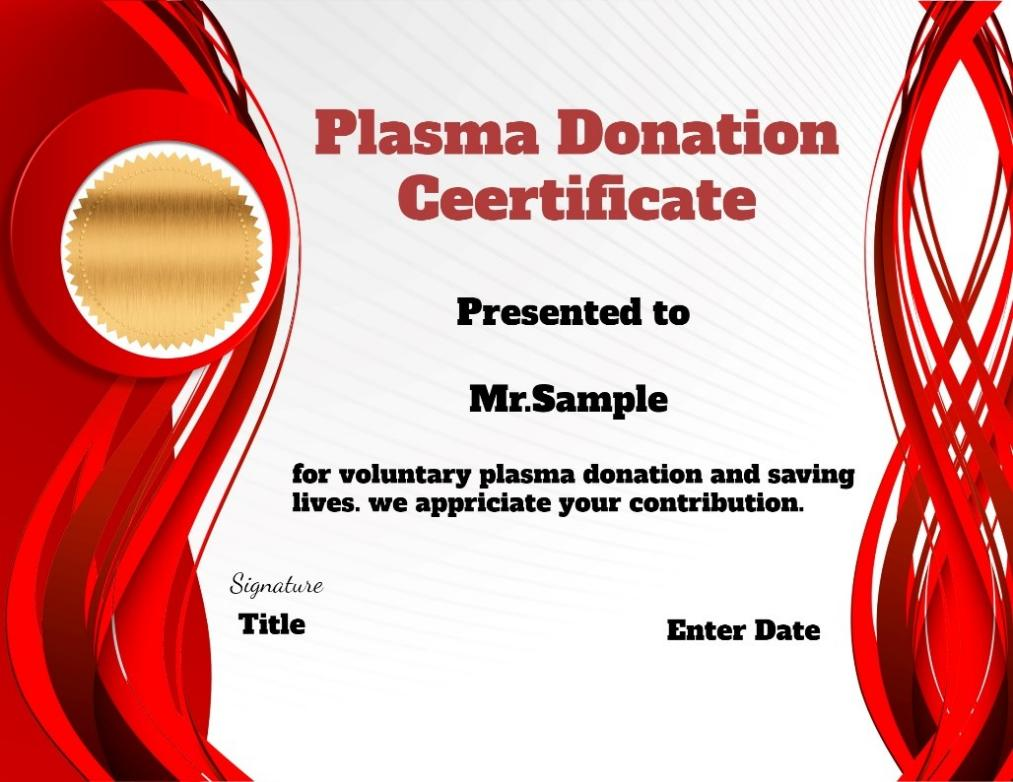 Plasma Donation
Ceertificate
Presented to
Mr.Sample
for voluntary plasma donation and saving
lives. we appriciate your contribution.
Signature
Title
Enter Date